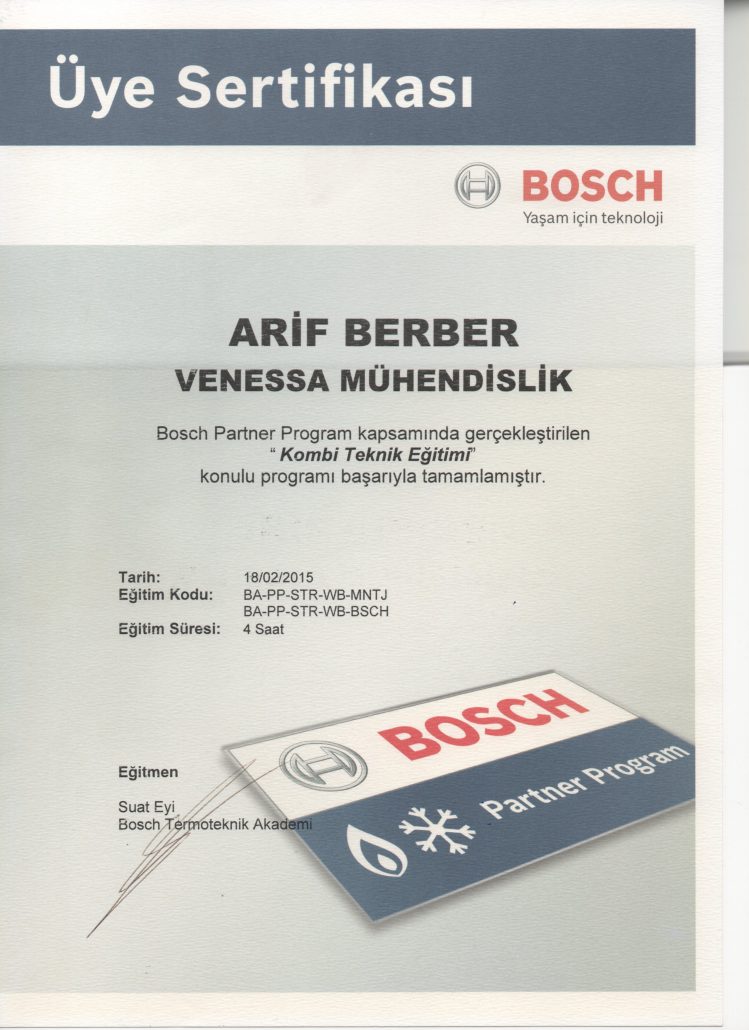 Üye Sertifikası
BOSCH
Yaşam için teknoloji
ARİF BERBER
VENESSA MÜHENDİSLİK
Bosch Partner Program kapsamında gerçekleştirilen
“ Kombi Teknik Eğitimi”
konulu programı başarıyla tamamlamıştır.
Tarih: 18/02/2015
Eğitim Kodu: BA-PP-STR-WB-MNTJ
BA-PP-STR-WB-BSCH
Eğitim Süresi: 4 Saat
BOSCH
Partner Program
Eğitmen
Suat Eyi
Bosch Termoteknik Akademi